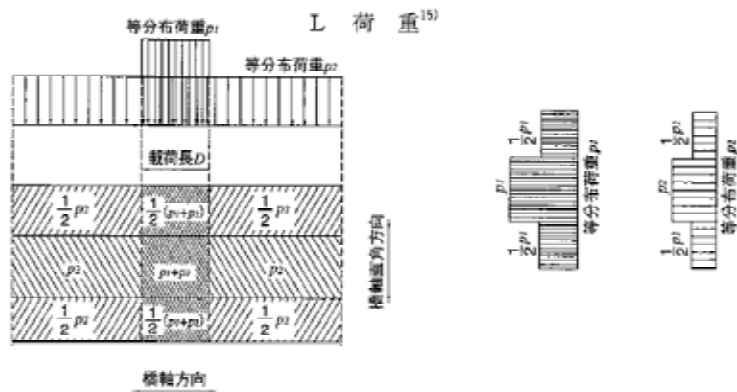 L 荷 重¹⁵⁾
等分布荷重p₁
等分布荷重p₂
載荷長D
1/2 p₂
1/2 (p₁+p₂)
1/2 p₂
p₂
p₁+p₂
p₂
1/2 p₂
1/2 (p₁+p₂)
1/2 p₂
橋軸直角方向
橋軸方向
1/2 p₁
p₁
1/2 p₁
等分布荷重p₁
1/2 p₂
p₂
1/2 p₂
等分布荷重p₂